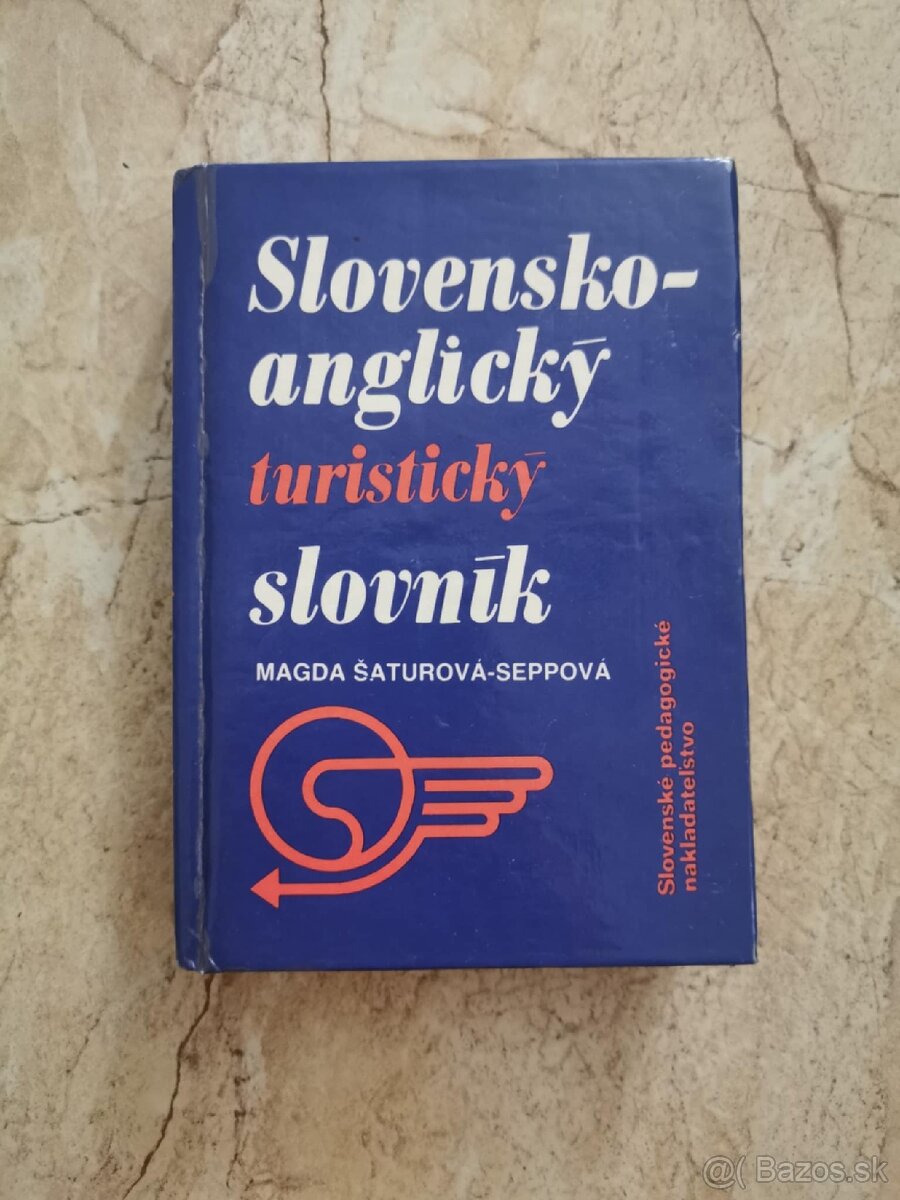 Slovensko-
anglický
turistický
slovník
MAGDA ŠATUROVÁ-SEPPOVÁ
Slovenské pedagogické
nakladateľstvo
@( Bazos.sk